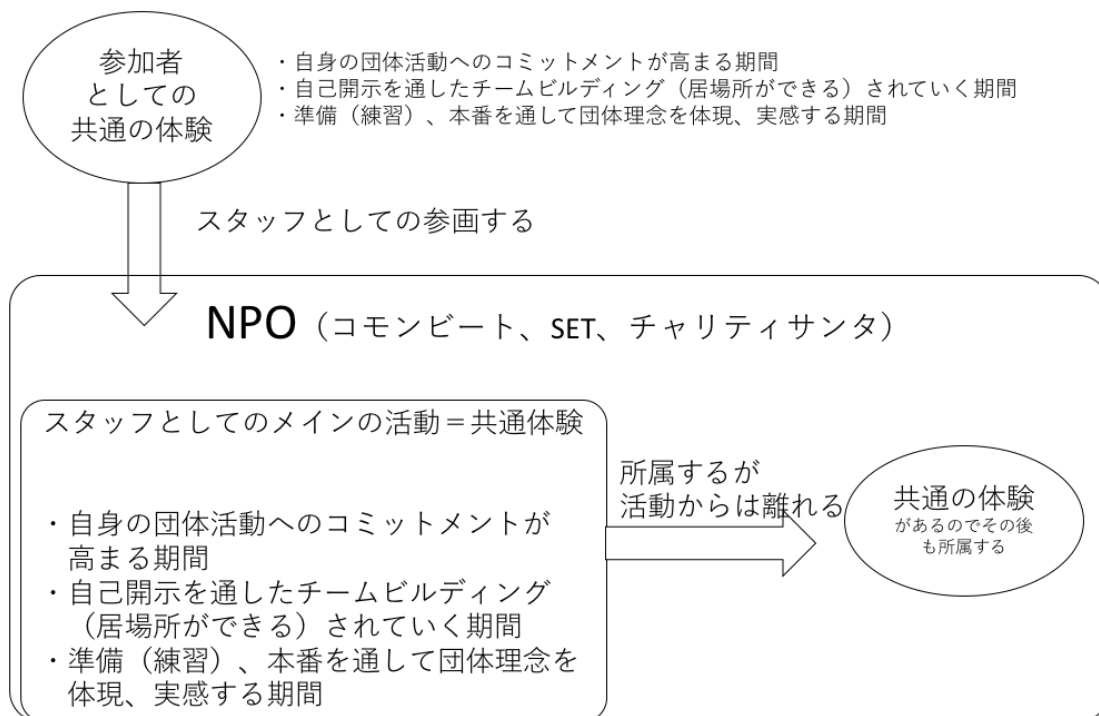 参加者
としての
共通の体験
・自身の団体活動へのコミットメントが高まる期間
・自己開示を通したチームビルディング（居場所ができる）されていく期間
・準備（練習）、本番を通して団体理念を体現、実感する期間
スタッフとしての参画する
NPO（コモンビート、SET、チャリティサンタ）
スタッフとしてのメインの活動＝共通体験
・自身の団体活動へのコミットメントが
高まる期間
・自己開示を通したチームビルディング
（居場所ができる）されていく期間
・準備（練習）、本番を通して団体理念を
体現、実感する期間
所属するが
活動からは離れる
共通の体験
があるのでその後
も所属する